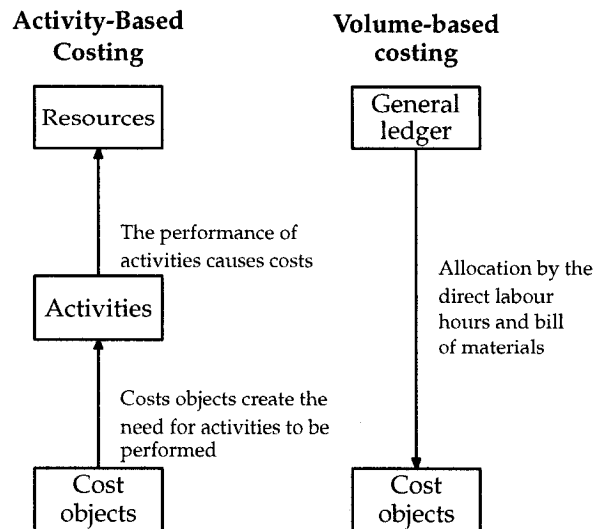 Activity-Based
Costing
Resources
The performance of
activities causes costs
Activities
Costs objects create the
need for activities to be
performed
Cost
objects
Volume-based
costing
General
ledger
Allocation by the
direct labour
hours and bill
of materials
Cost
objects